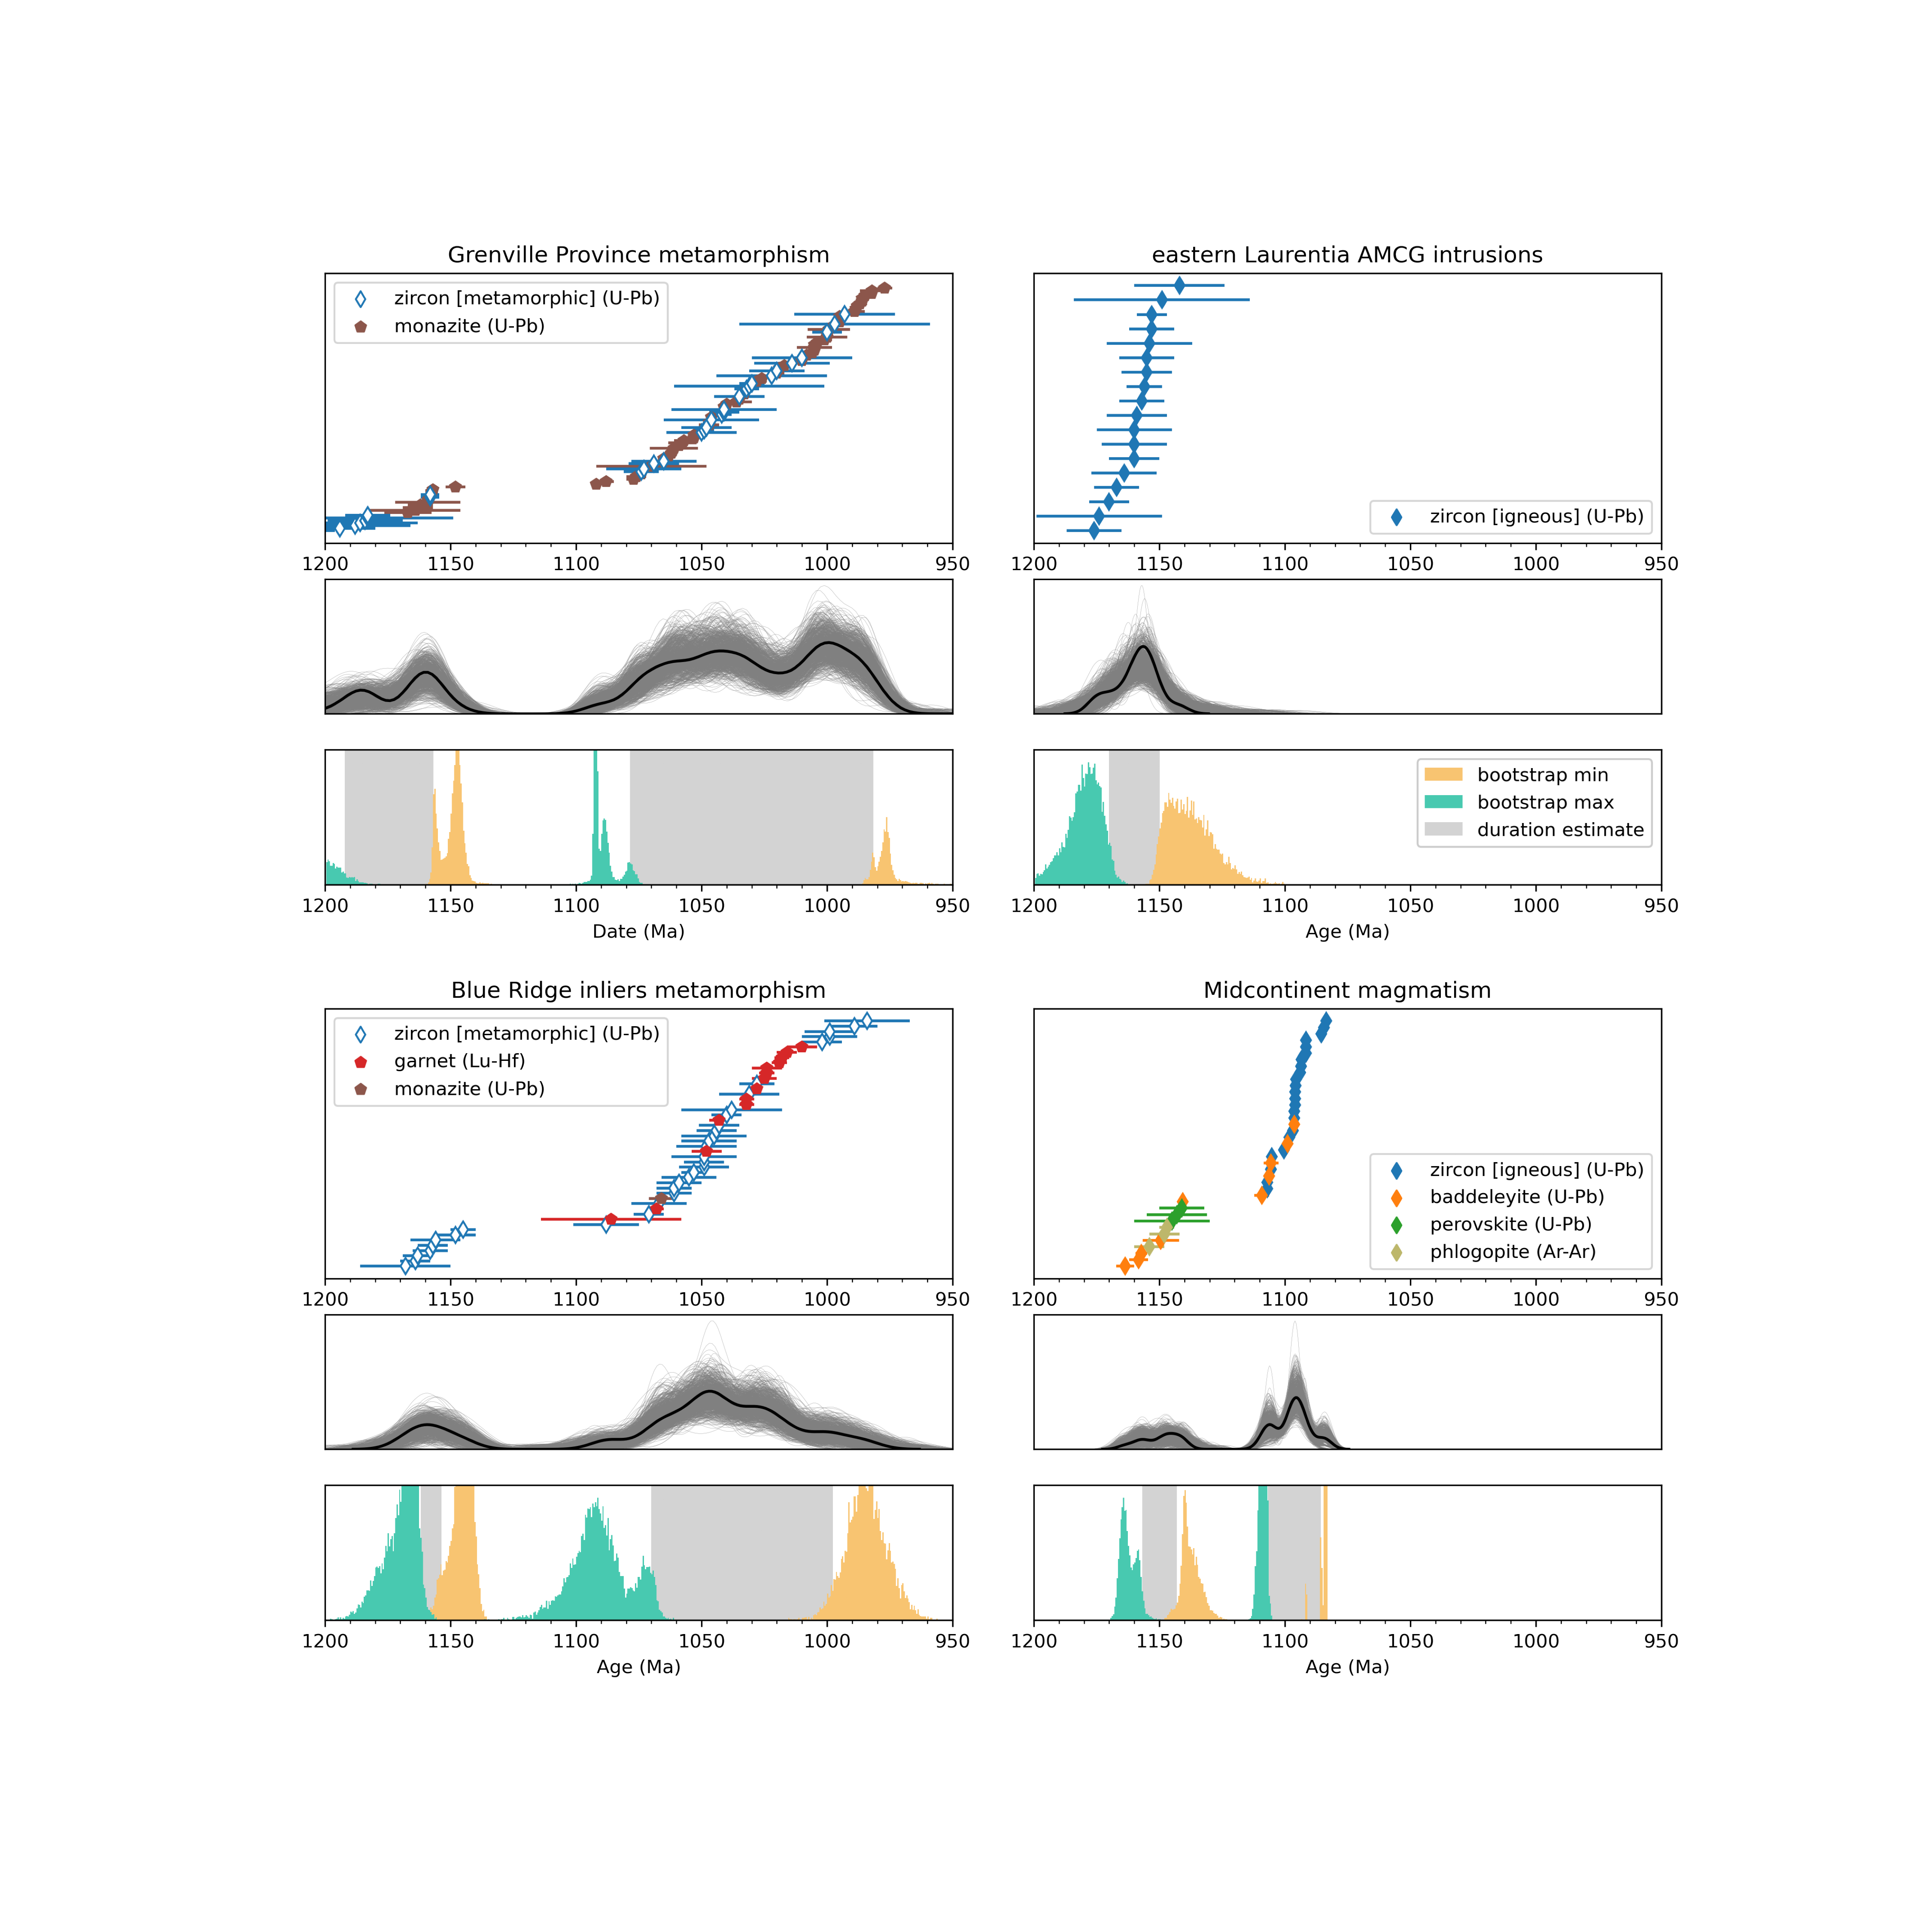 Grenville Province metamorphism
zircon [metamorphic] (U-Pb)
monazite (U-Pb)
1200 1150 1100 1050 1000 950
1200 1150 1100 1050 1000 950
Date (Ma)
eastern Laurentia AMCG intrusions
zircon [igneous] (U-Pb)
1200 1150 1100 1050 1000 950
bootstrap min
bootstrap max
duration estimate
1200 1150 1100 1050 1000 950
Age (Ma)
Blue Ridge inliers metamorphism
zircon [metamorphic] (U-Pb)
garnet (Lu-Hf)
monazite (U-Pb)
1200 1150 1100 1050 1000 950
1200 1150 1100 1050 1000 950
Age (Ma)
Midcontinent magmatism
zircon [igneous] (U-Pb)
baddeleyite (U-Pb)
perovskite (U-Pb)
phlogopite (Ar-Ar)
1200 1150 1100 1050 1000 950
1200 1150 1100 1050 1000 950
Age (Ma)